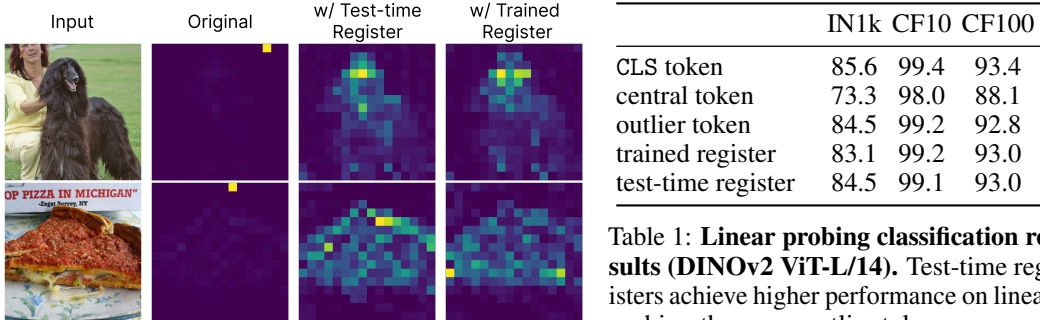 Input
Original
w/ Test-time
Register
w/ Trained
Register
OP PIZZA IN MICHIGAN"
-Zagat Survey, NY
IN1k CF10 CF100
CLS token 85.6 99.4 93.4
central token 73.3 98.0 88.1
outlier token 84.5 99.2 92.8
trained register 83.1 99.2 93.0
test-time register 84.5 99.1 93.0
Table 1: Linear probing classification re
sults (DINOv2 ViT-L/14). Test-time reg
isters achieve higher performance on linea